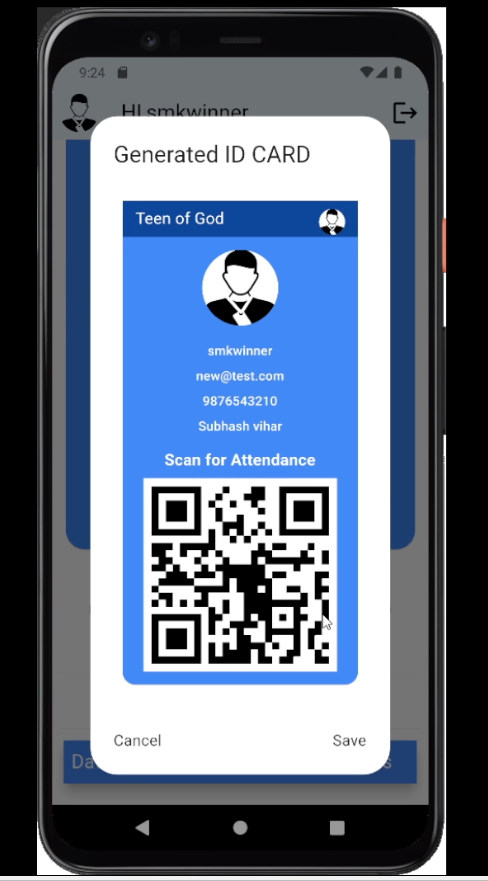 9:24
HI smkwinner
Generated ID CARD
Teen of God
smkwinner
new@test.com
9876543210
Subhash vihar
Scan for Attendance
Cancel
Save
Da
s